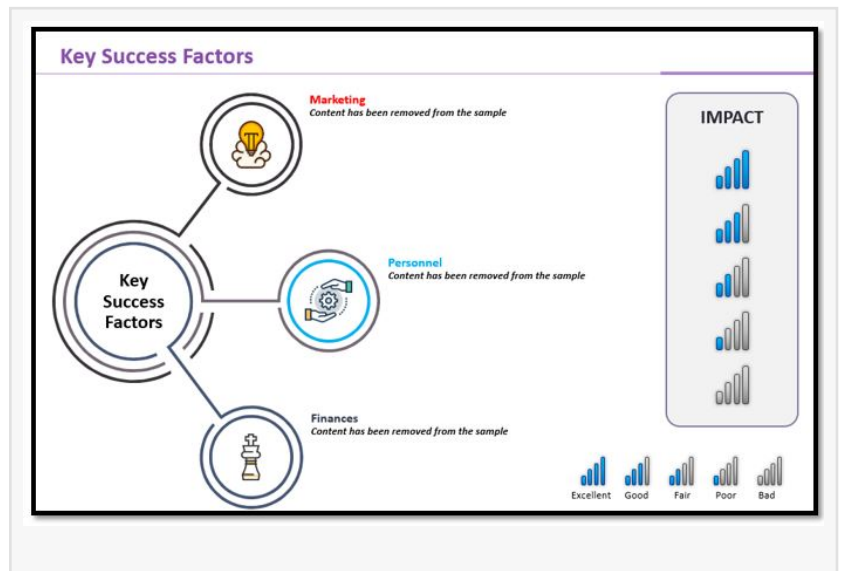 Key Success Factors
Marketing
Content has been removed from the sample
IMPACT
Personnel
Content has been removed from the sample
Key
Success
Factors
Finances
Content has been removed from the sample
Excellent Good Fair Poor Bad